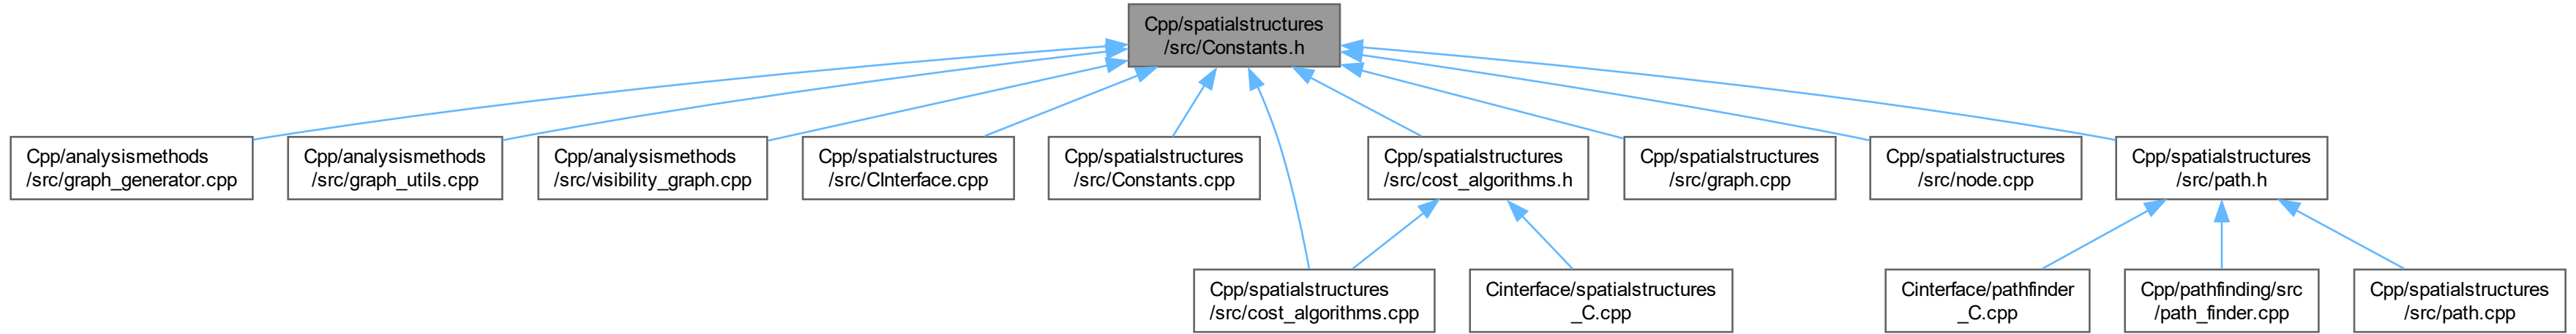 Cpp/spatialstructures
/src/Constants.h
Cpp/analysismethods
/src/graph_generator.cpp
Cpp/analysismethods
/src/graph_utils.cpp
Cpp/analysismethods
/src/visibility_graph.cpp
Cpp/spatialstructures
/src/CInterface.cpp
Cpp/spatialstructures
/src/Constants.cpp
Cpp/spatialstructures
/src/cost_algorithms.h
Cpp/spatialstructures
/src/graph.cpp
Cpp/spatialstructures
/src/node.cpp
Cpp/spatialstructures
/src/path.h
Cpp/spatialstructures
/src/cost_algorithms.cpp
Cinterface/spatialstructures
_C.cpp
Cinterface/pathfinder
_C.cpp
Cpp/pathfinding/src
/path_finder.cpp
Cpp/spatialstructures
/src/path.cpp